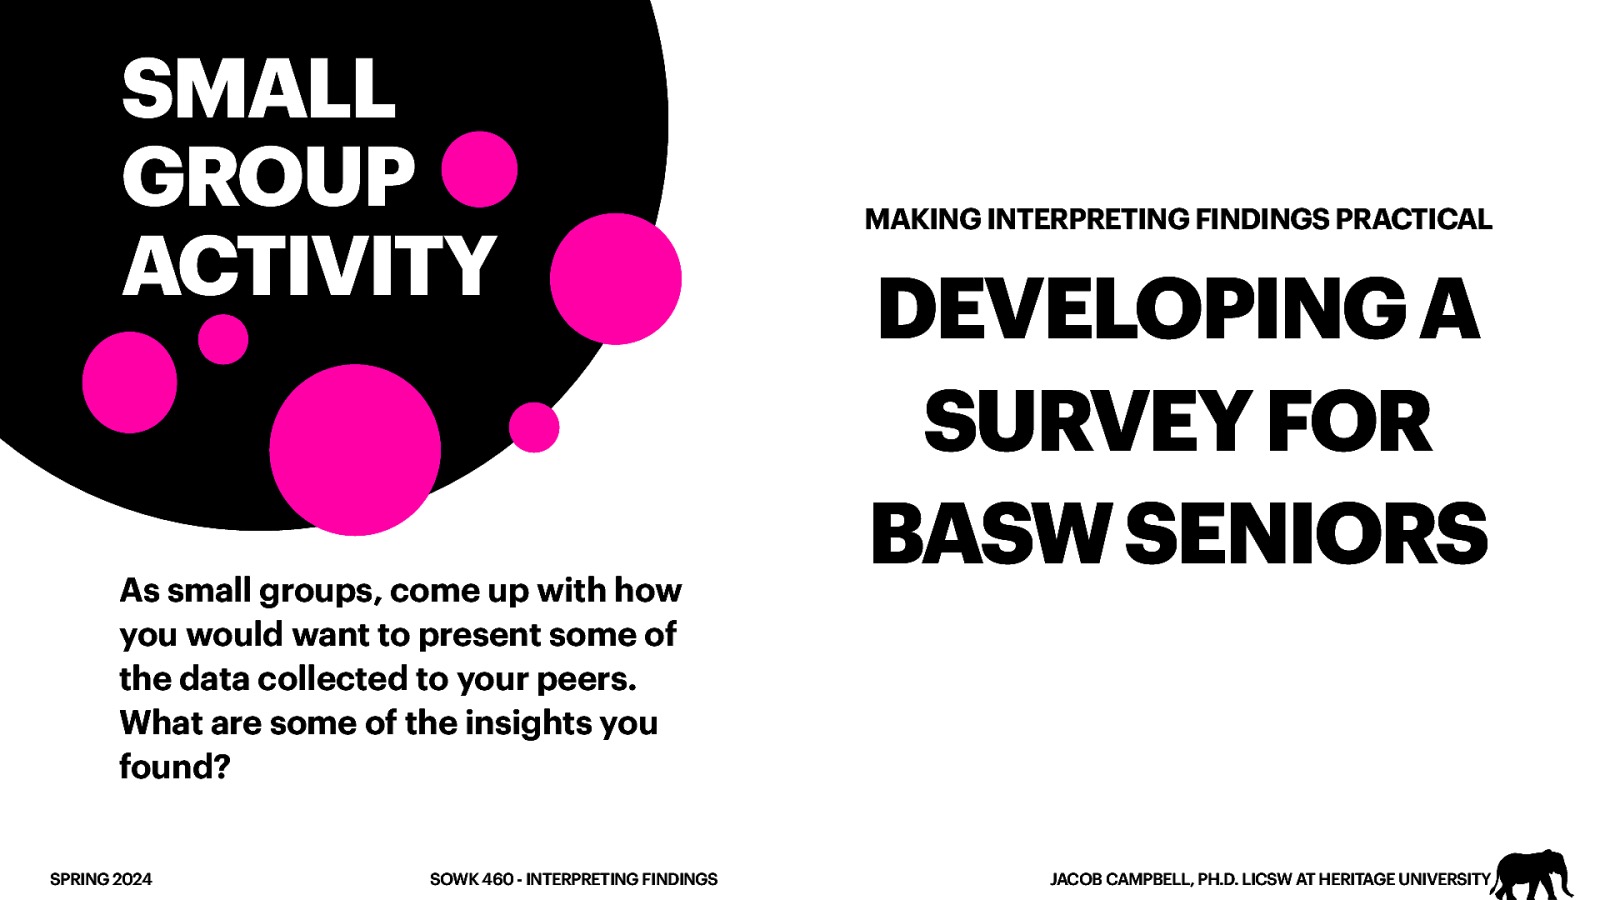 SMALL
GROUP
ACTIVITY
As small groups, come up with how
you would want to present some of
the data collected to your peers.
What are some of the insights you
found?
MAKING INTERPRETING FINDINGS PRACTICAL
DEVELOPING A
SURVEY FOR
BASW SENIORS
SPRING 2024
SOWK 460 - INTERPRETING FINDINGS
JACOB CAMPBELL, PH.D. LICSW AT HERITAGE UNIVERSITY